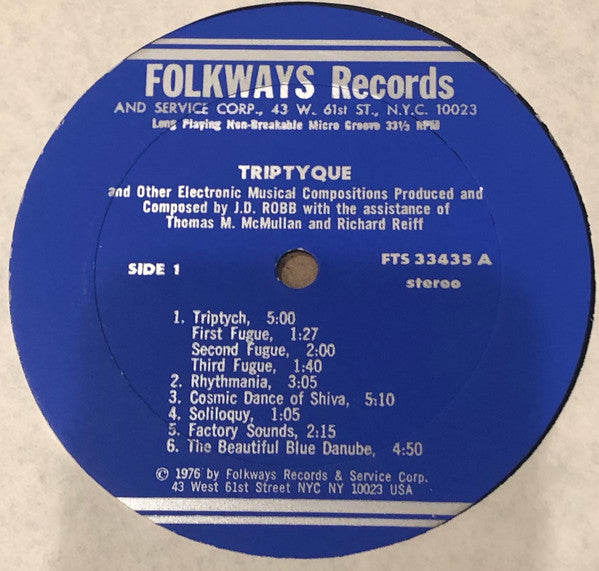 FOLKWAYS Records
AND SERVICE CORP., 43 W. 61st ST., N.Y.C. 10023
Long Playing Non-Breakable Micro Groove 33⅓ RPM
TRIPTYQUE
and Other Electronic Musical Compositions Produced and
Composed by J.D. ROBB with the assistance of
Thomas M. McMullan and Richard Reiff
SIDE 1
FTS 33435 A
stereo
1. Triptych, 5:00
First Fugue, 1:27
Second Fugue, 2:00
Third Fugue, 1:40
2. Rhythmania, 3:05
3. Cosmic Dance of Shiva, 5:10
4. Soliloquy, 1:05
5. Factory Sounds, 2:15
6. The Beautiful Blue Danube, 4:50
© 1976 by Folkways Records & Service Corp.
43 West 61st Street NYC NY 10023 USA